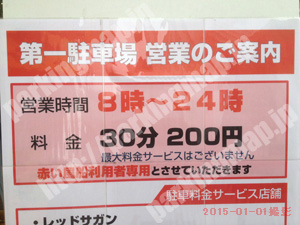 第一駐車場 営業のご案内
営業時間 8時～24時
料金 30分 200円
最大料金サービスはございません
利用者専用とさせていただきます
駐車料金サービス店舗
・レッドサガン
2015-01-01撮影